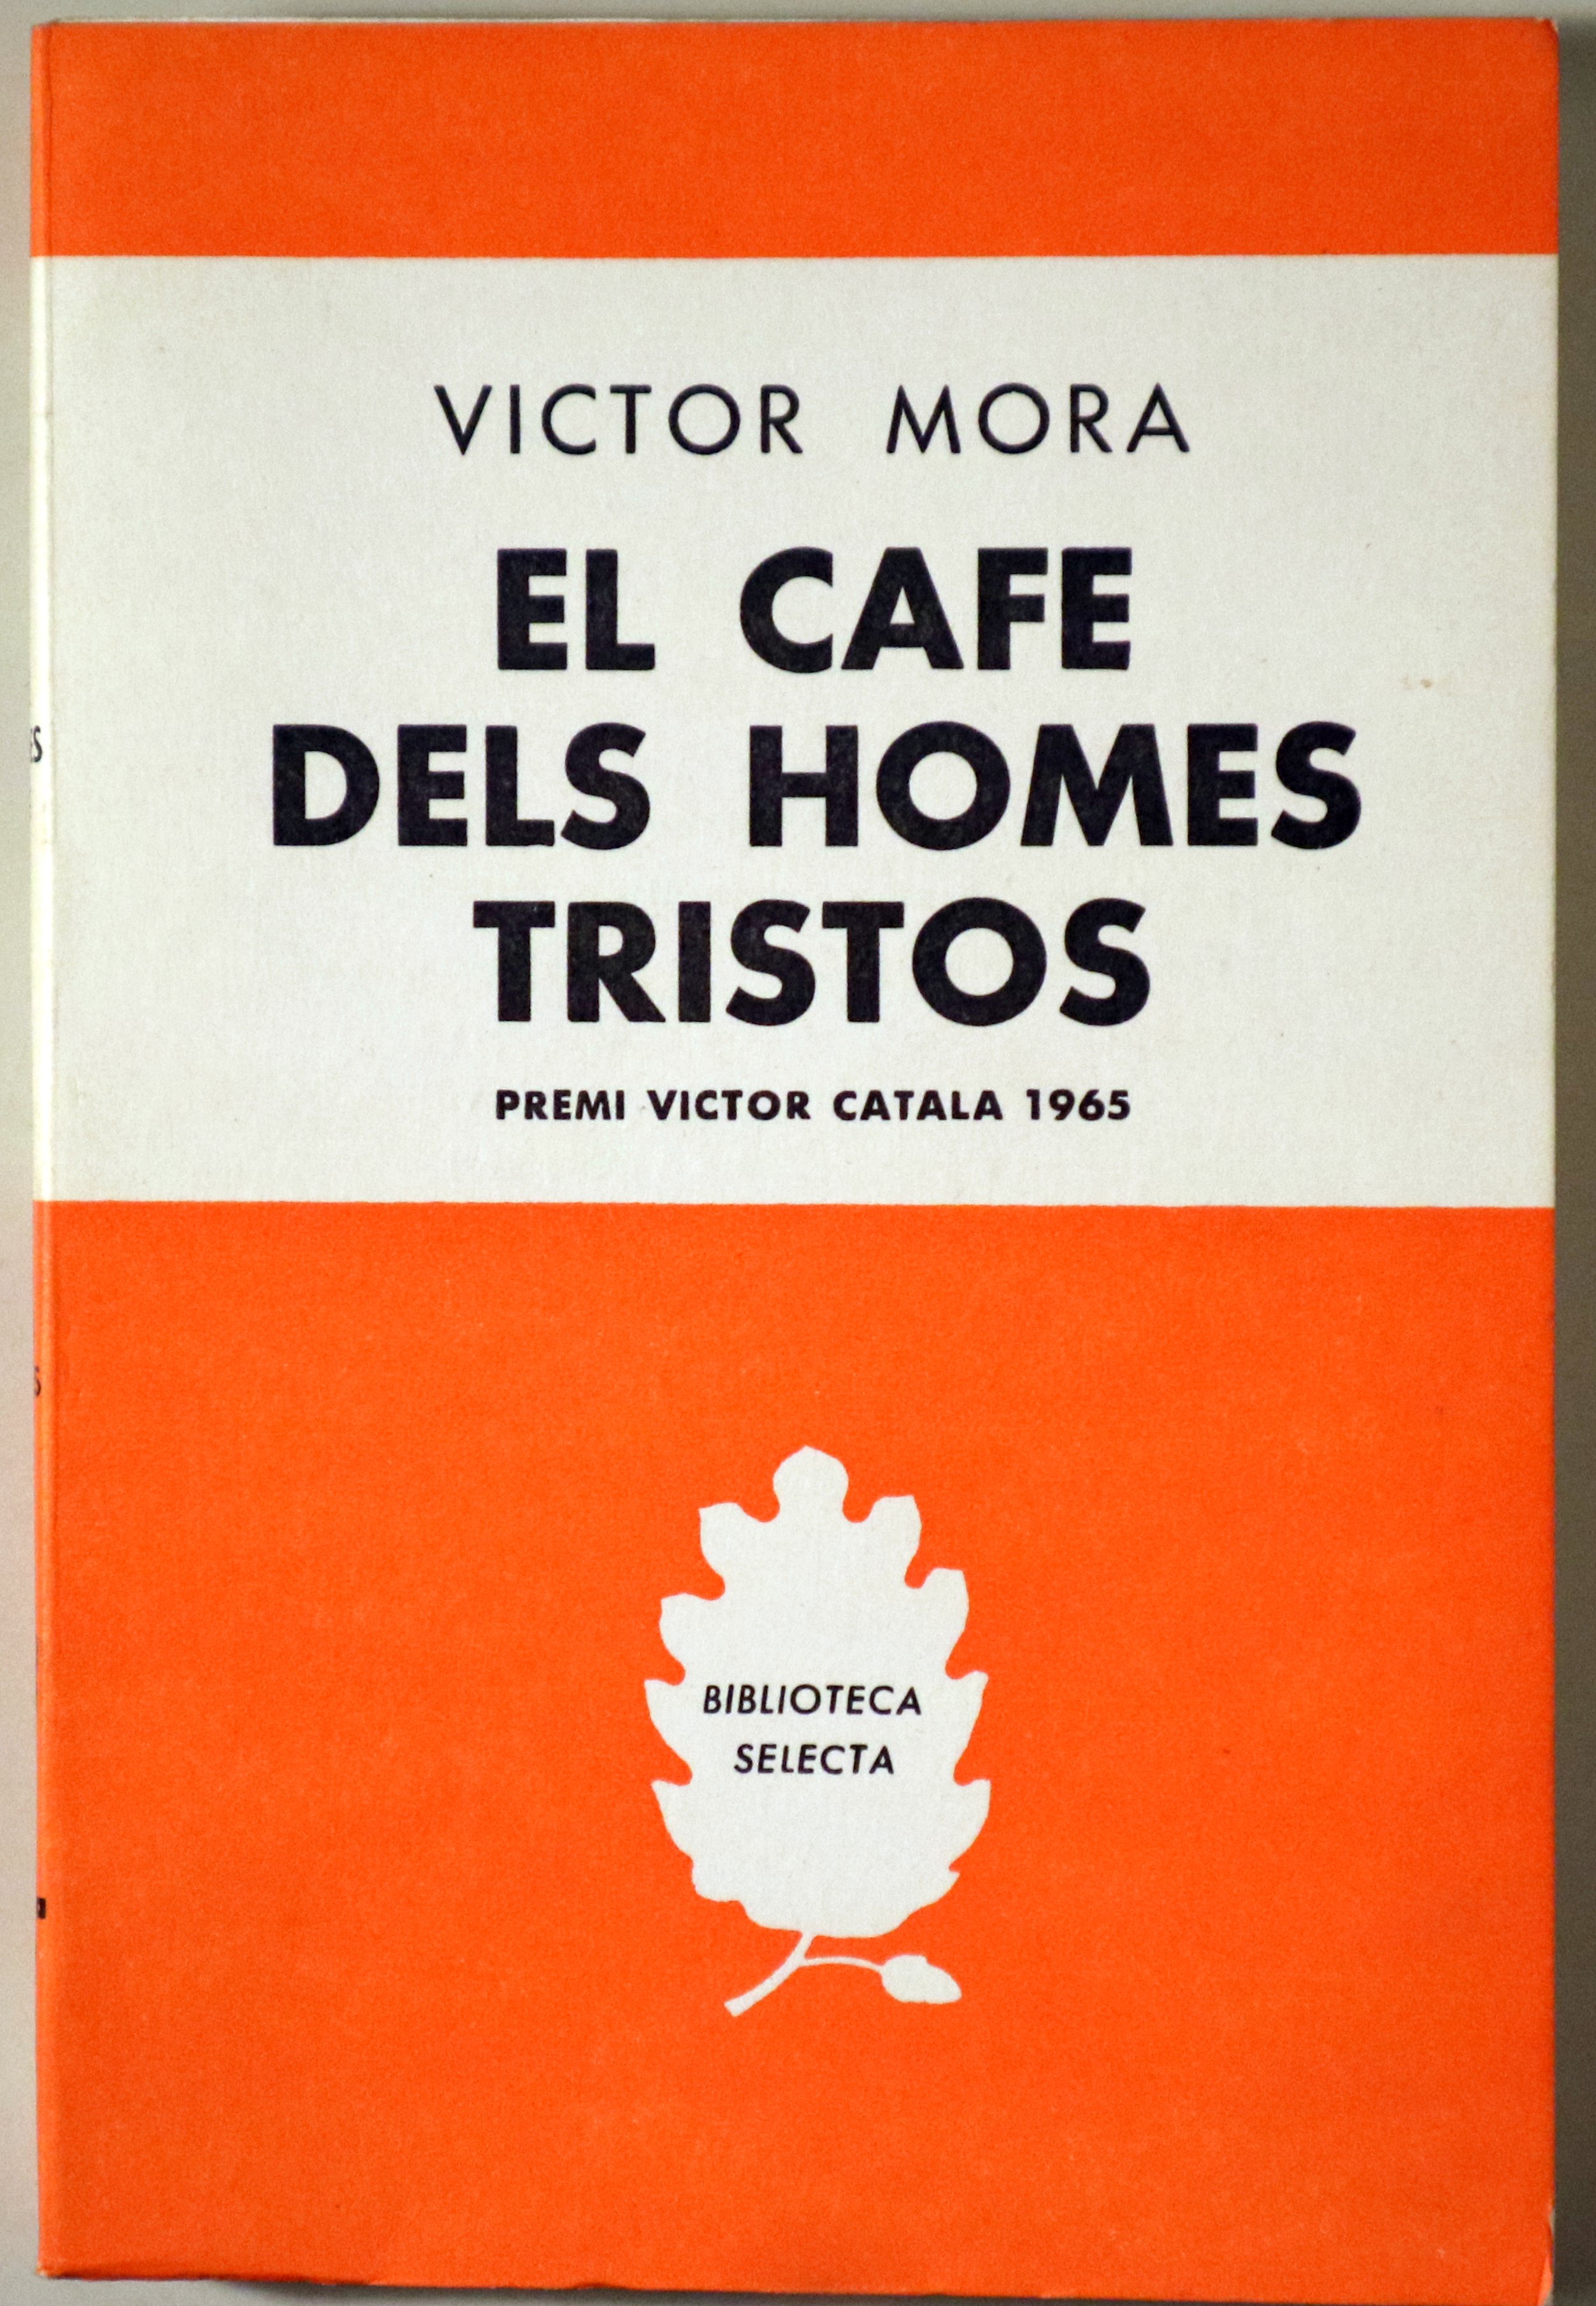 VICTOR MORA
EL CAFE
DELS HOMES
TRISTOS
PREMI VICTOR CATALA 1965
BIBLIOTECA
SELECTA